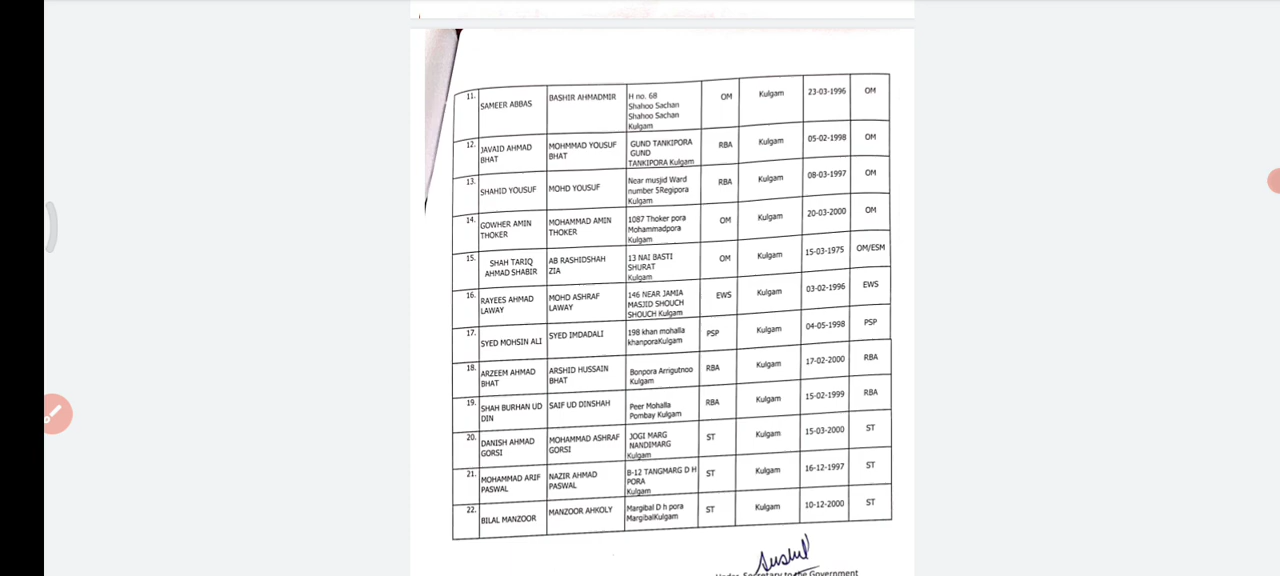 11. SAMEER ABBAS BASHIR AHMADMIR H no. 68 OM Kulgam 23-03-1996 OM
Shahoo Sachan
Shahoo Sachan
Kulgam
12. JAVAID AHMAD MOHMMAD YOUSUF GUND TANKIPORA RBA Kulgam 05-02-1998 OM
BHAT BHAT GUND
TANKIPORA Kulgam
13. SHAHID YOUSUF MOHD YOUSUF Near musjid Ward RBA Kulgam 08-03-1997 OM
number 5Regipora
Kulgam
14. GOWHER AMIN MOHAMMAD AMIN 1087 Thoker pora OM Kulgam 20-03-2000 OM
THOKER THOKER Mohammadpora
Kulgam
15. SHAH TARIQ AB RASHIDSHAH 13 NAI BASTI OM Kulgam 15-03-1975 OM/ESM
AHMAD SHABIR ZIA SHURAT
Kulgam
16. RAYEES AHMAD MOHD ASHRAF 146 NEAR JAMIA EWS Kulgam 03-02-1996 EWS
LAWAY LAWAY MASJID SHOUCH
SHOUCH Kulgam
17. SYED MOHSIN ALI SYED IMDADALI 198 khan mohalla PSP Kulgam 04-05-1998 PSP
khanporaKulgam
18. ARZEEM AHMAD ARSHID HUSSAIN Bonpora Arrigutnoo RBA Kulgam 17-02-2000 RBA
BHAT BHAT Kulgam
19. SHAH BURHAN UD SAIF UD DINSHAH Peer Mohalla RBA Kulgam 15-02-1999 RBA
DIN Pombay Kulgam
20. DANISH AHMAD MOHAMMAD ASHRAF JOGI MARG ST Kulgam 15-03-2000 ST
GORSI GORSI NANDIMARG
Kulgam
21. MOHAMMAD ARIF NAZIR AHMAD B-12 TANGMARG D H ST Kulgam 16-12-1997 ST
PASWAL PASWAL PORA
Kulgam
22. BILAL MANZOOR MANZOOR AHKOLY Margibal D h pora ST Kulgam 10-12-2000 ST
MargibalKulgam
Secretary to the Government